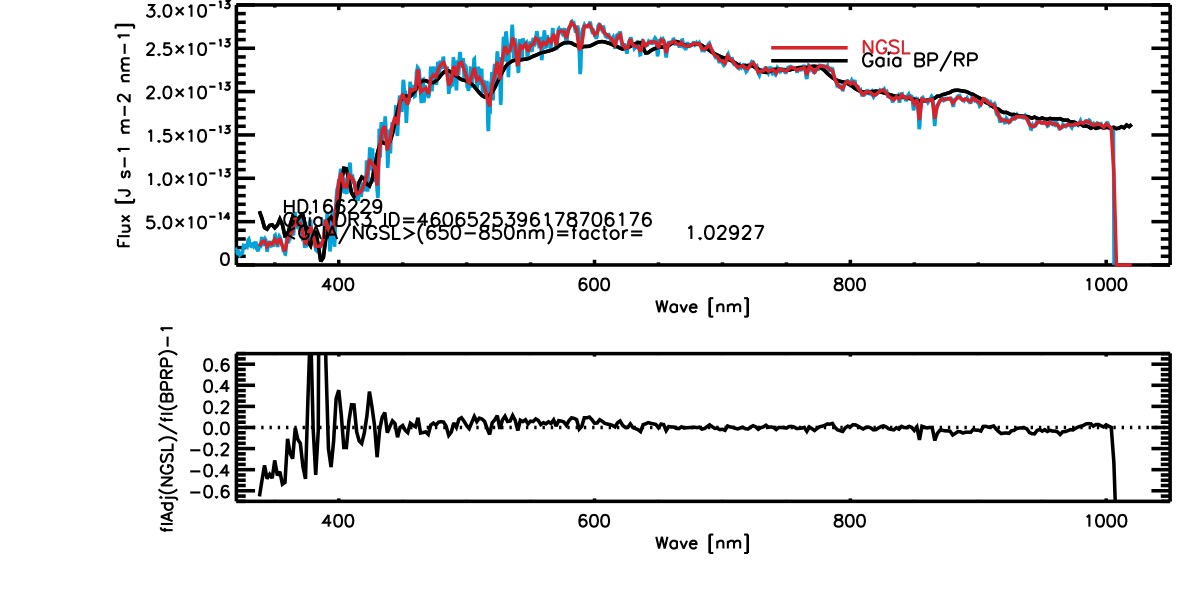 3.0×10−13
2.5×10−13
2.0×10−13
1.5×10−13
1.0×10−13
5.0×10−14
0
Flux [J s−1 m−2 nm−1]
NGSL
Gaia BP/RP
HD166229
Gaia DR3 ID=4606525396178706176
<GAIA/NGSL>(650−850nm)=factor= 1.02927
400 600 800 1000
Wave [nm]
flAdj(NGSL)/fl(BPRP)−1
0.6
0.4
0.2
0.0
−0.2
−0.4
−0.6
400 600 800 1000
Wave [nm]